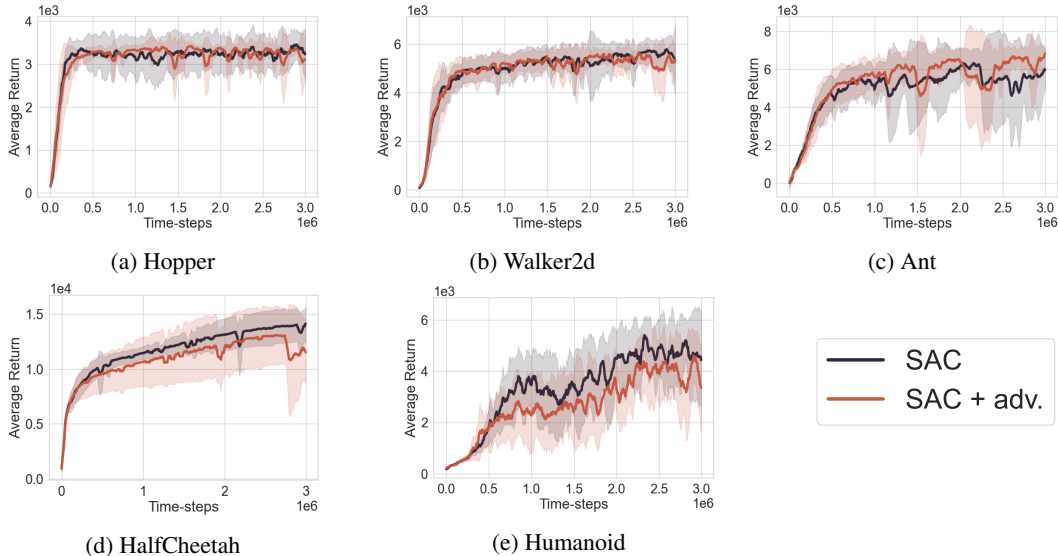 1e3
4
3
2
1
0
Average Return
0.0 0.5 1.0 1.5 2.0 2.5 3.0
Time-steps
1e6
(a) Hopper
1e3
6
4
2
0
Average Return
0.0 0.5 1.0 1.5 2.0 2.5 3.0
Time-steps
1e6
(b) Walker2d
1e3
8
6
4
2
0
Average Return
0.0 0.5 1.0 1.5 2.0 2.5 3.0
Time-steps
1e6
(c) Ant
1e4
1.5
1.0
0.5
0.0
Average Return
0 1 2 3
Time-steps
1e6
(d) HalfCheetah
1e3
6
4
2
0
Average Return
0.0 0.5 1.0 1.5 2.0 2.5 3.0
Time-steps
1e6
(e) Humanoid
SAC
SAC + adv.